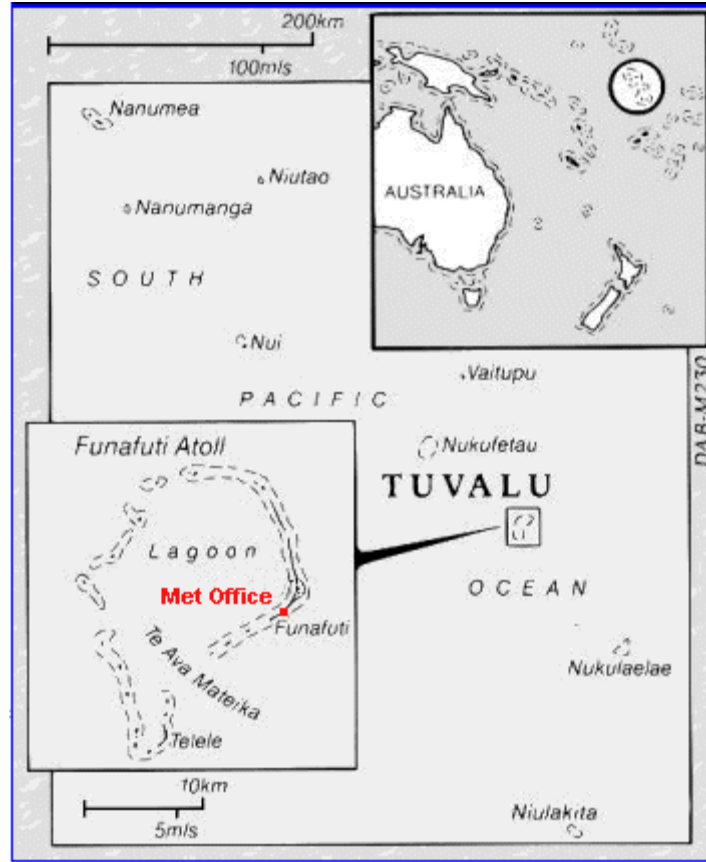 200km
100mls
Nanumea
Niutao
Nanumanga
AUSTRALIA
SOUTH
Nui
Vaitupu
PACIFIC
DAB-M230
Funafuti Atoll
Nukufetau
TUVALU
Lagoon
Met Office
OCEAN
Funafuti
Te Ava Mateika
Nukulaelae
Telele
10km
5mls
Niulakita